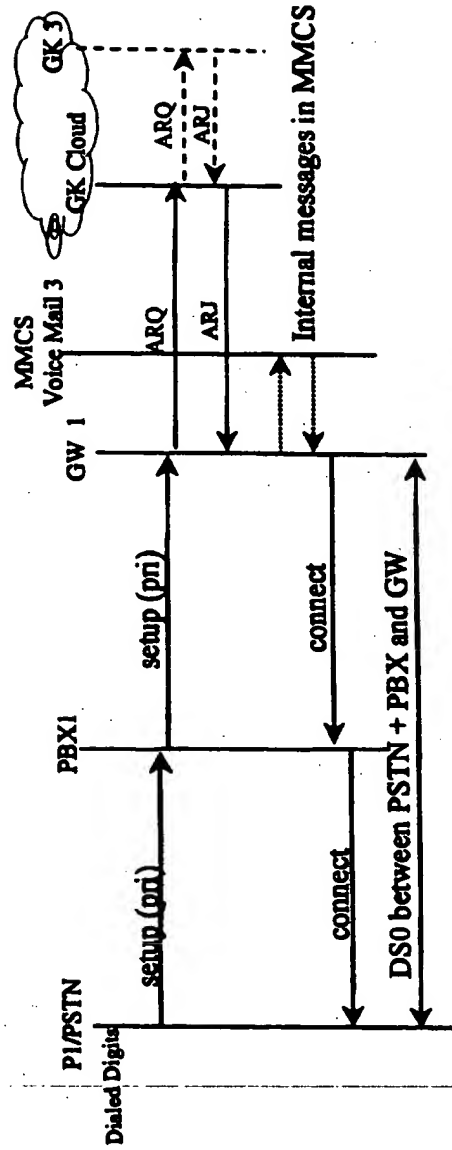 P1/PSTN
Dialed Digits
PBX1
GW 1
MMCS
Voice Mail 3
GK Cloud
GK 3
setup (pri)
setup (pri)
ARQ
ARQ
ARJ
ARJ
Internal messages in MMCS
connect
connect
DS0 between PSTN + PBX and GW